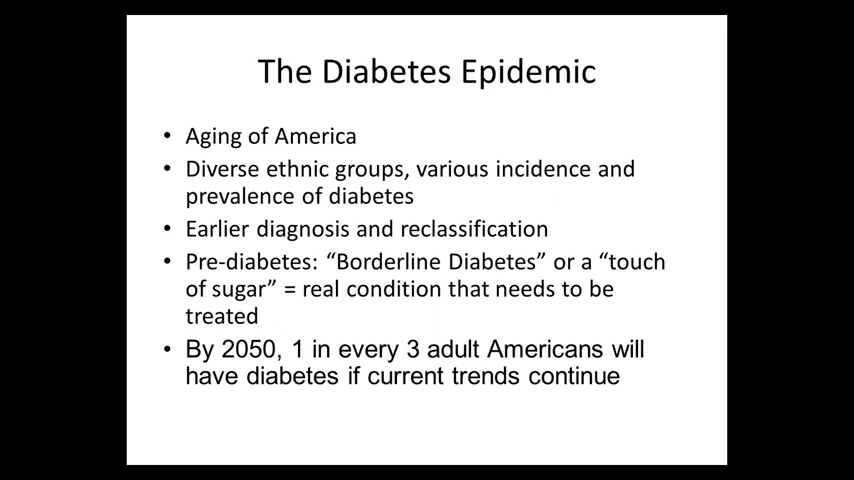 The Diabetes Epidemic
• Aging of America
• Diverse ethnic groups, various incidence and
prevalence of diabetes
• Earlier diagnosis and reclassification
• Pre-diabetes: “Borderline Diabetes” or a “touch
of sugar” = real condition that needs to be
treated
• By 2050, 1 in every 3 adult Americans will
have diabetes if current trends continue